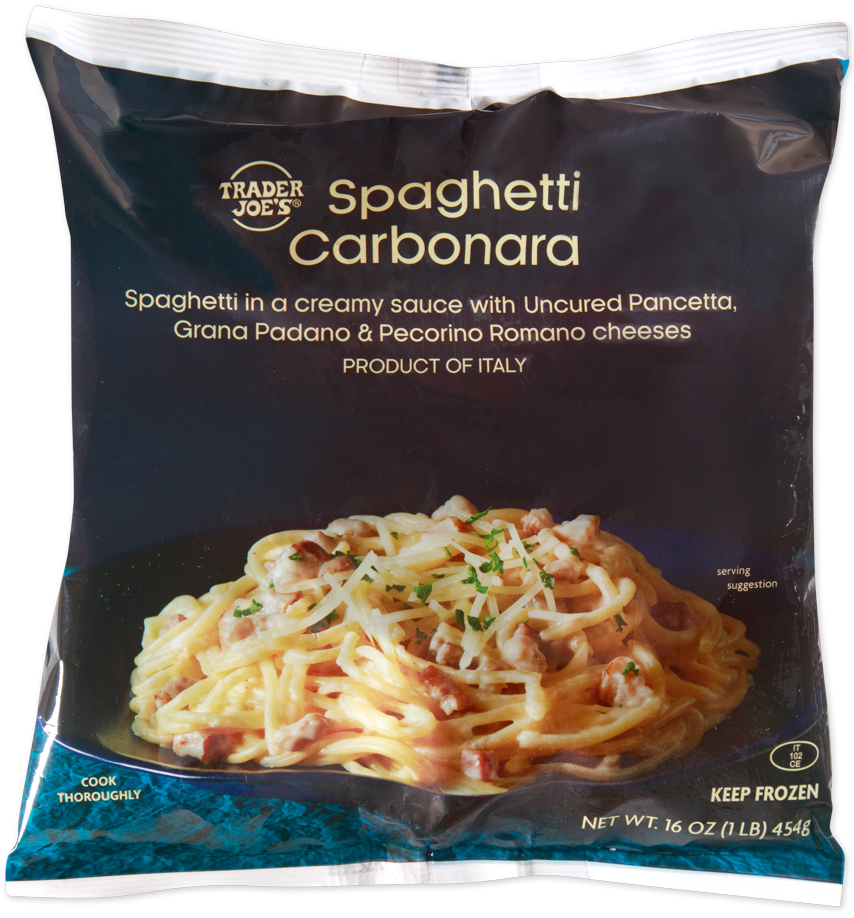 TRADER
JOE'S®
Spaghetti
Carbonara
Spaghetti in a creamy sauce with Uncured Pancetta,
Grana Padano & Pecorino Romano cheeses
PRODUCT OF ITALY
serving
suggestion
IT
102
CE
COOK
THOROUGHLY
KEEP FROZEN
NET WT. 16 OZ (1 LB) 454g